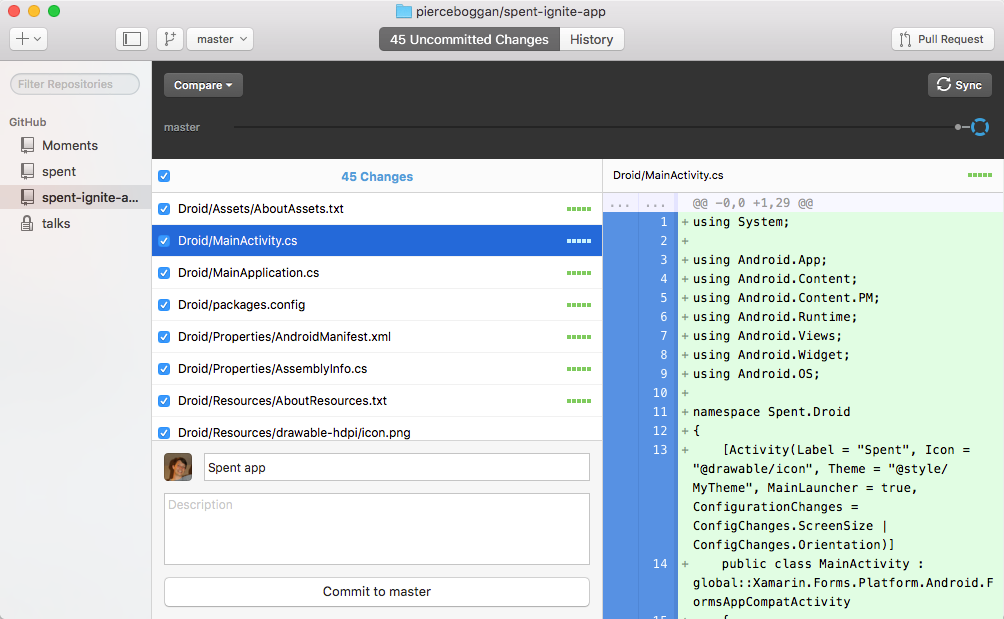 pierceboggan/spent-ignite-app
master
45 Uncommitted Changes
History
Pull Request
Filter Repositories
GitHub
Moments
spent
spent-ignite-a...
talks
Compare
Sync
master
45 Changes
Droid/Assets/AboutAssets.txt
Droid/MainActivity.cs
Droid/MainApplication.cs
Droid/packages.config
Droid/Properties/AndroidManifest.xml
Droid/Properties/AssemblyInfo.cs
Droid/Resources/AboutResources.txt
Droid/Resources/drawable-hdpi/icon.png
Spent app
Description
Commit to master
Droid/MainActivity.cs
... ... @@ -0,0 +1,29 @@
1 +using System;
2 +
3 +using Android.App;
4 +using Android.Content;
5 +using Android.Content.PM;
6 +using Android.Runtime;
7 +using Android.Views;
8 +using Android.Widget;
9 +using Android.OS;
10 +
11 +namespace Spent.Droid
12 +{
13 + [Activity(Label = "Spent", Icon =
"@drawable/icon", Theme = "@style/
MyTheme", MainLauncher = true,
ConfigurationChanges =
ConfigChanges.ScreenSize |
ConfigChanges.Orientation)]
14 + public class MainActivity :
global::Xamarin.Forms.Platform.Android.F
ormsAppCompatActivity
15 + {